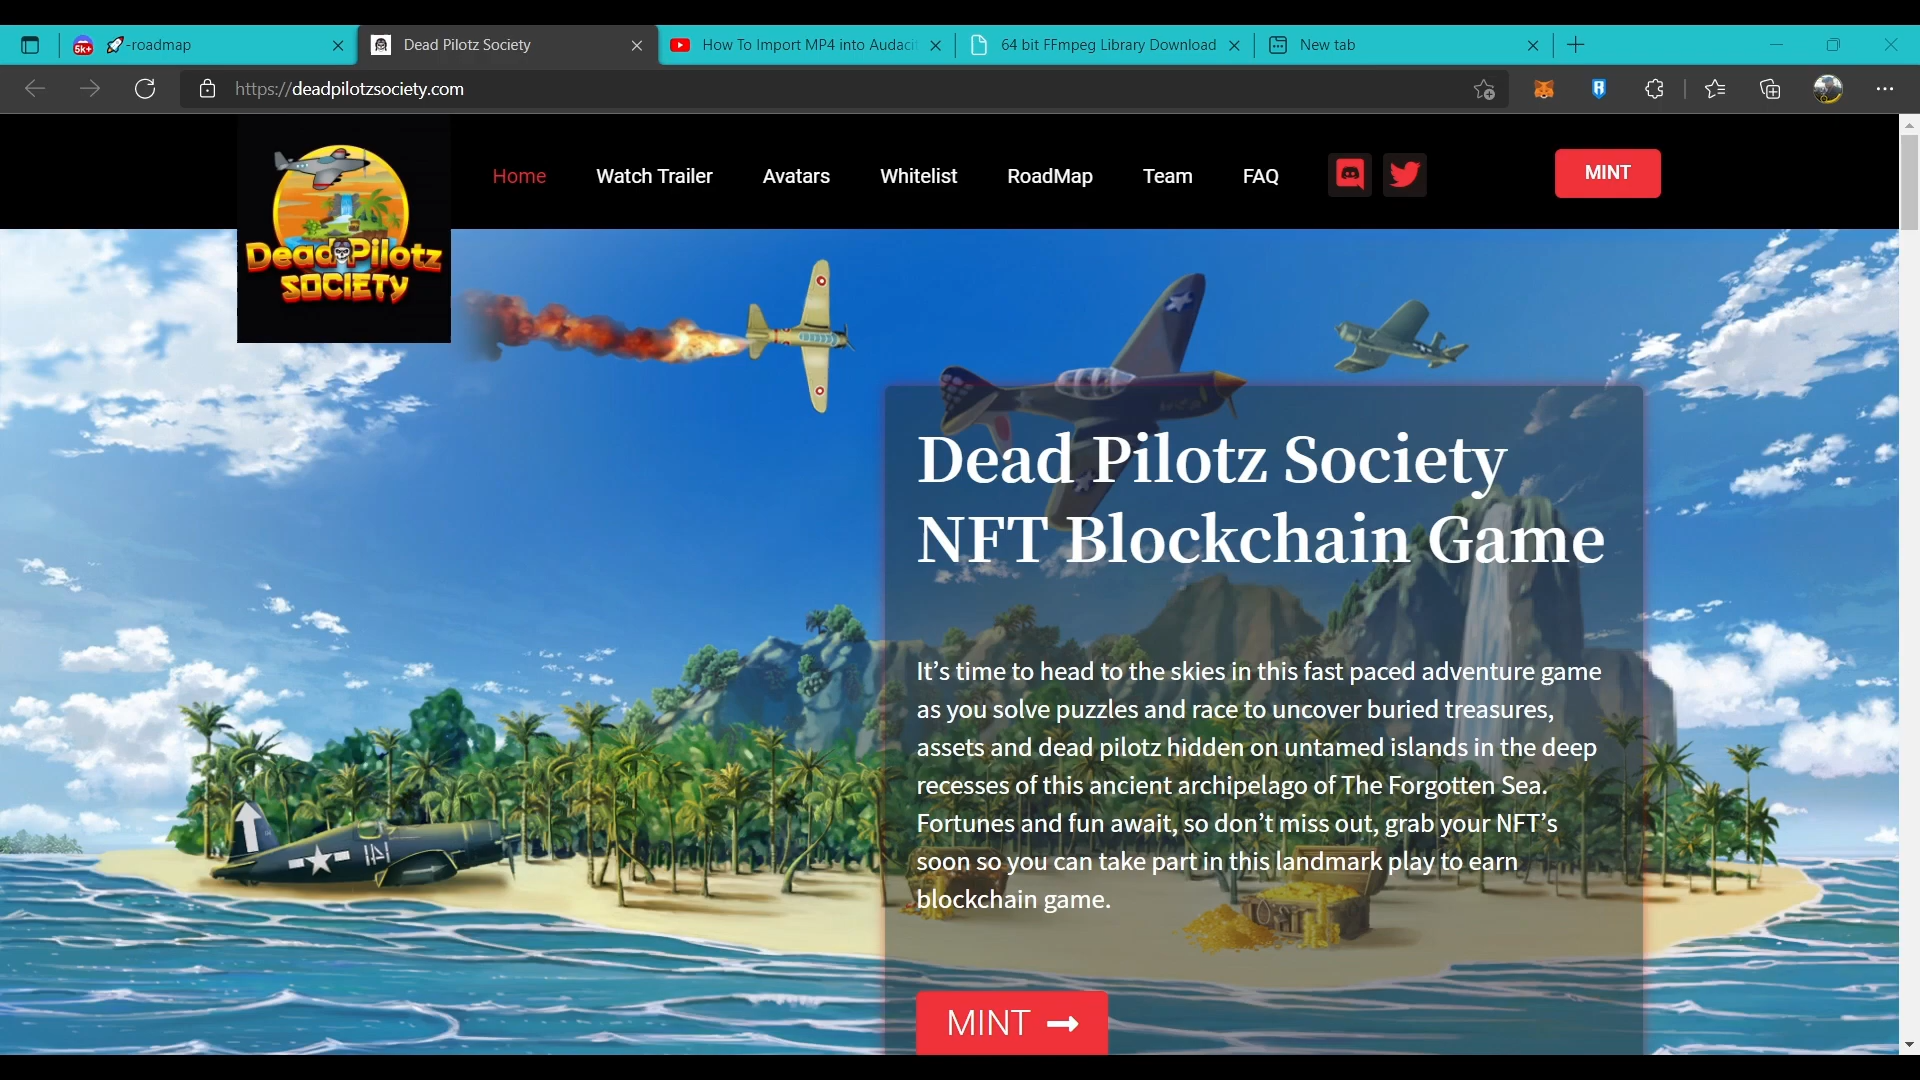 5k+
-roadmap
Dead Pilotz Society
How To Import MP4 into Audaci
64 bit FFmpeg Library Download
New tab
https://deadpilotzsociety.com
Dead Pilotz
SOCIETY
Home
Watch Trailer
Avatars
Whitelist
RoadMap
Team
FAQ
MINT
Dead Pilotz Society
NFT Blockchain Game
It’s time to head to the skies in this fast paced adventure game
as you solve puzzles and race to uncover buried treasures,
assets and dead pilotz hidden on untamed islands in the deep
recesses of this ancient archipelago of The Forgotten Sea.
Fortunes and fun await, so don’t miss out, grab your NFT’s
soon so you can take part in this landmark play to earn
blockchain game.
MINT